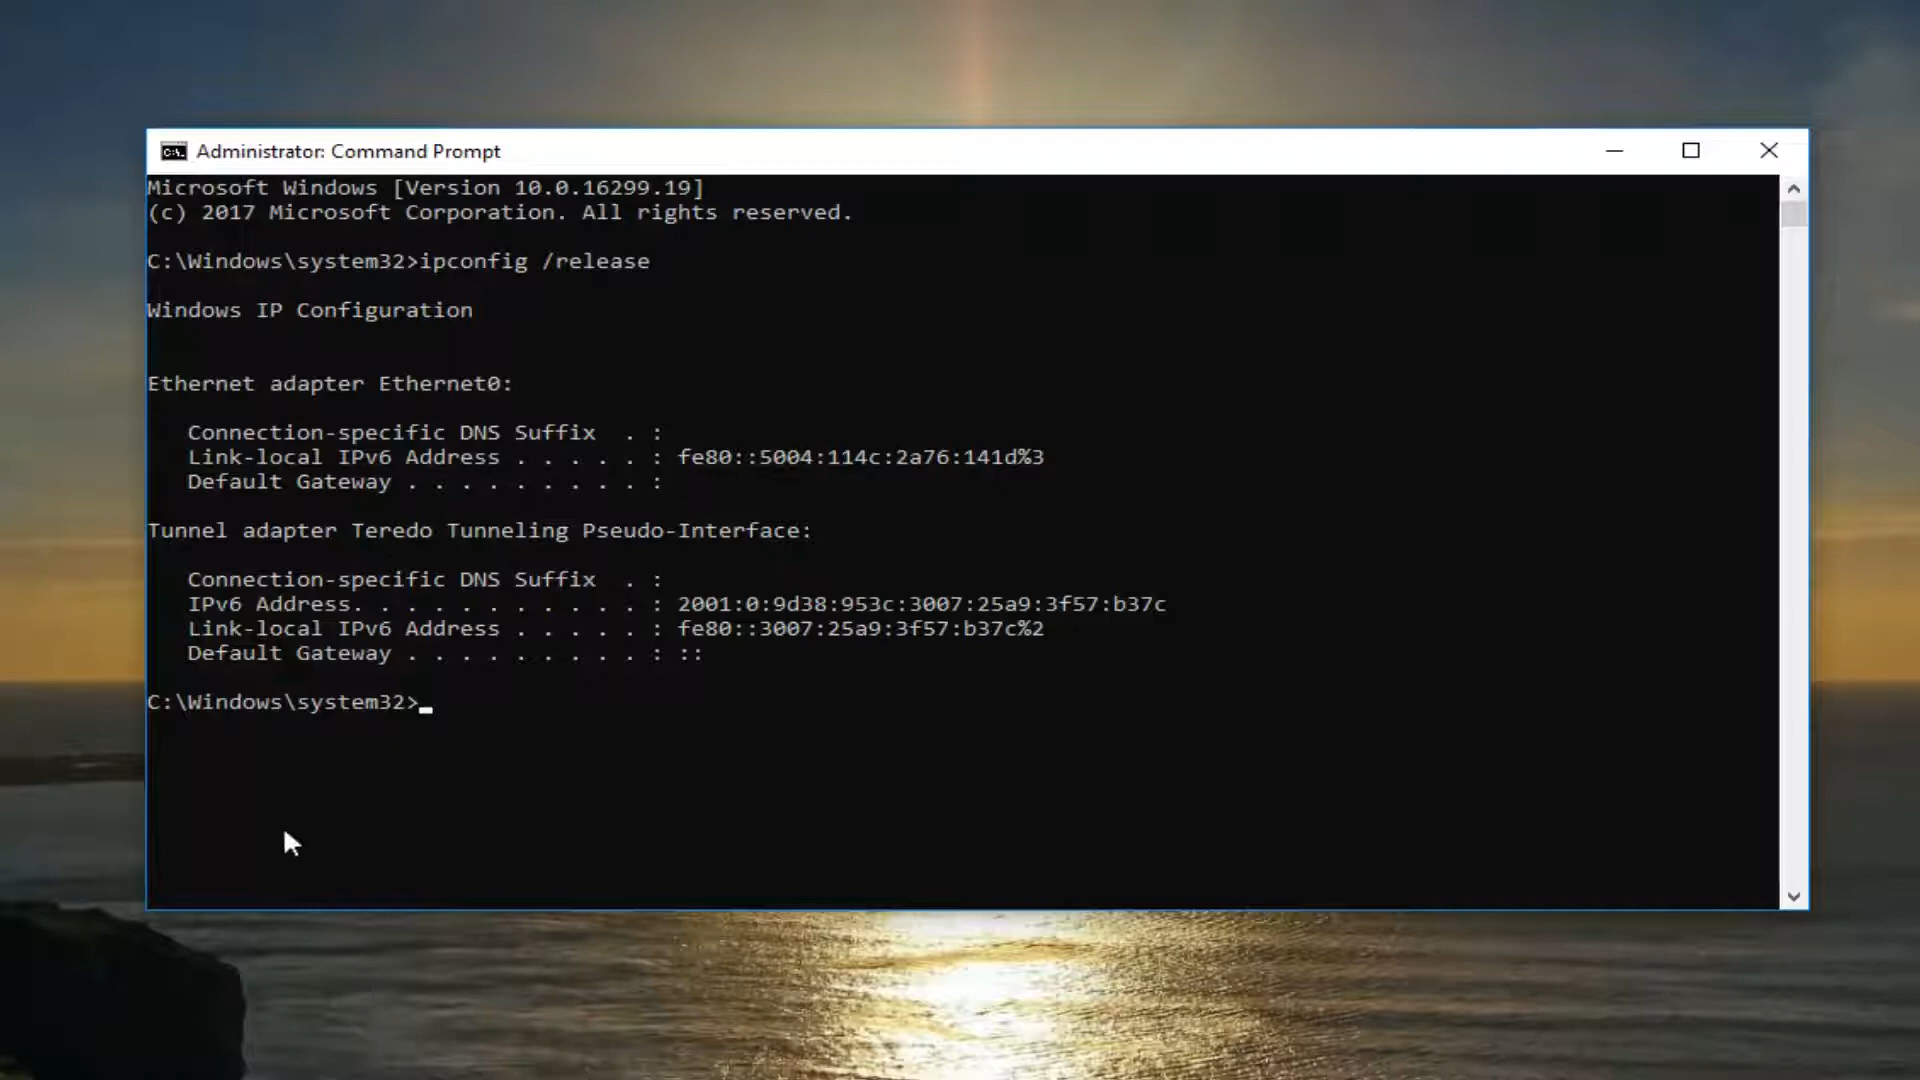 Administrator: Command Prompt
Microsoft Windows [Version 10.0.16299.19]
(c) 2017 Microsoft Corporation. All rights reserved.
C:\Windows\system32>ipconfig /release
Windows IP Configuration
Ethernet adapter Ethernet0:
Connection-specific DNS Suffix  . :
Link-local IPv6 Address . . . . . : fe80::5004:114c:2a76:141d%3
Default Gateway . . . . . . . . . :
Tunnel adapter Teredo Tunneling Pseudo-Interface:
Connection-specific DNS Suffix  . :
IPv6 Address. . . . . . . . . . . : 2001:0:9d38:953c:3007:25a9:3f57:b37c
Link-local IPv6 Address . . . . . : fe80::3007:25a9:3f57:b37c%2
Default Gateway . . . . . . . . . : ::
C:\Windows\system32>_